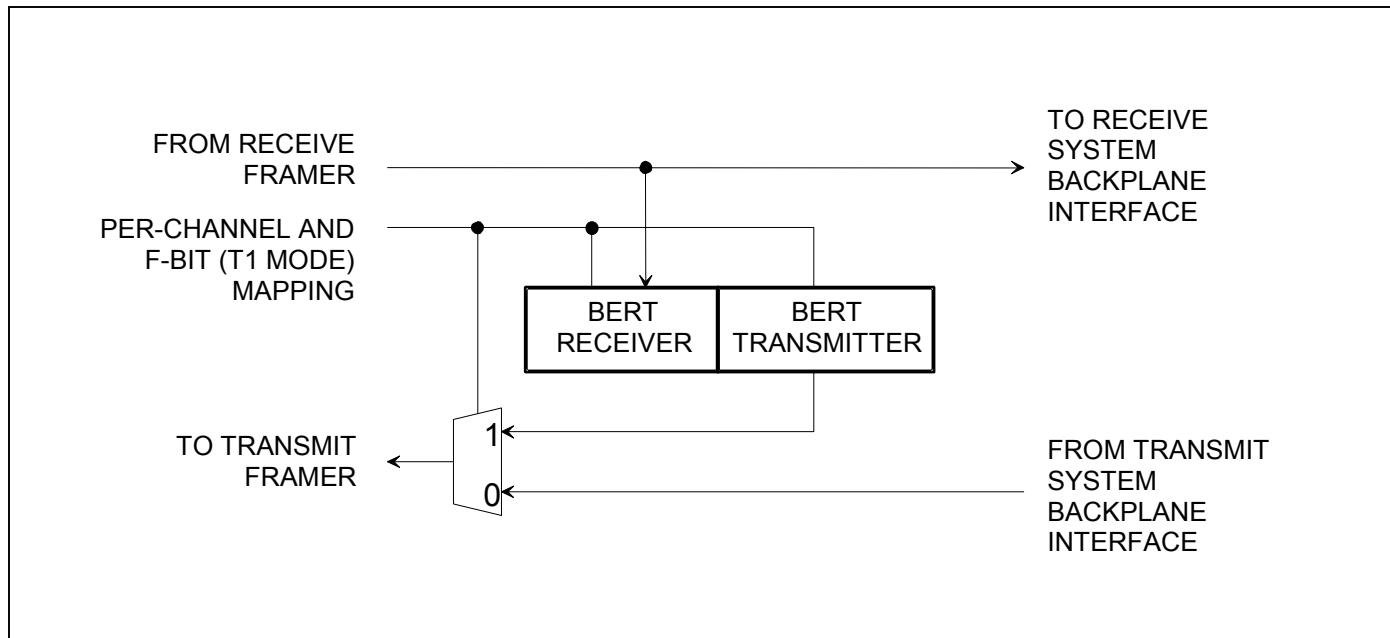 FROM RECEIVE
FRAMER
TO RECEIVE
SYSTEM
BACKPLANE
INTERFACE
PER-CHANNEL AND
F-BIT (T1 MODE)
MAPPING
BERT
RECEIVER
BERT
TRANSMITTER
1
0
TO TRANSMIT
FRAMER
FROM TRANSMIT
SYSTEM
BACKPLANE
INTERFACE